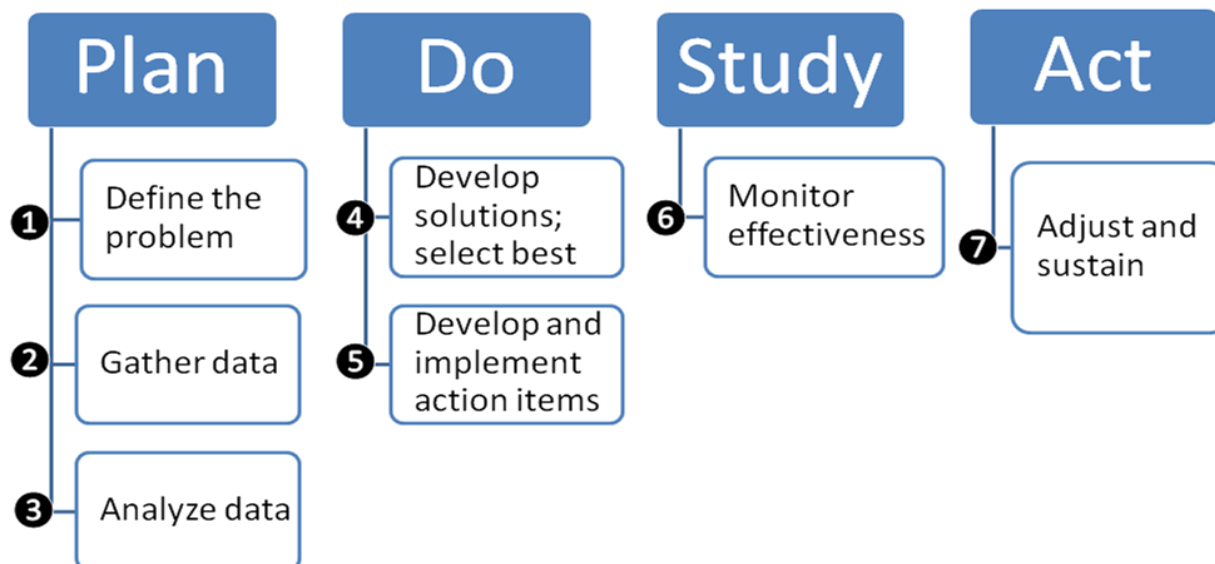 Plan
1
Define the
problem
2
Gather data
3
Analyze data
Do
4
Develop
solutions;
select best
5
Develop and
implement
action items
Study
6
Monitor
effectiveness
Act
7
Adjust and
sustain